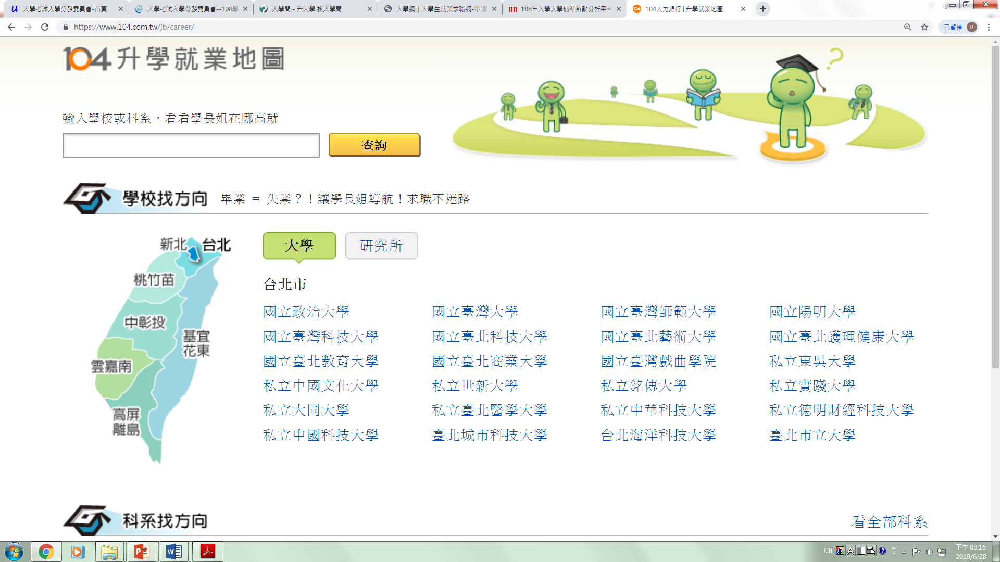 大學考試入學分發委員會-首頁
大學考試入學分發委員會--108學
大學問 - 升大學 找大學問
大學網 | 大學生就業求職網-帶領
108年大學入學精準落點分析平台
104人力銀行 | 升學就業地圖
https://www.104.com.tw/jb/career/
已暫停 P
104升學就業地圖
輸入學校或科系，看看學長姐在哪高就
查詢
學校找方向 畢業 = 失業？！讓學長姐導航！求職不迷路
新北 台北
桃竹苗
中彰投
基宜
花東
雲嘉南
高屏
離島
大學 研究所
台北市
國立政治大學 國立臺灣大學 國立臺灣師範大學 國立陽明大學
國立臺灣科技大學 國立臺北科技大學 國立臺北藝術大學 國立臺北護理健康大學
國立臺北教育大學 國立臺北商業大學 國立臺灣戲曲學院 私立東吳大學
私立中國文化大學 私立世新大學 私立銘傳大學 私立實踐大學
私立大同大學 私立臺北醫學大學 私立中華科技大學 私立德明財經科技大學
私立中國科技大學 臺北城市科技大學 台北海洋科技大學 臺北市立大學
科系找方向 看全部科系
CH
下午 03:16
2019/6/28